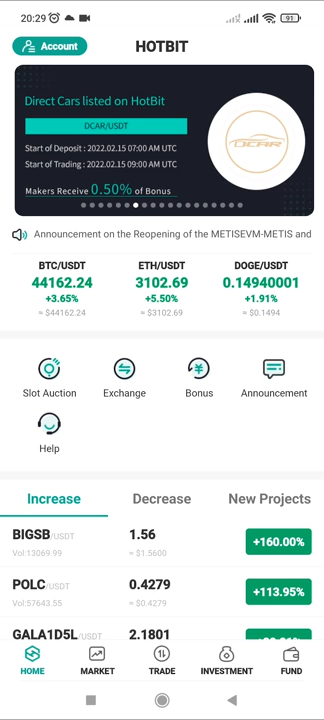 20:29
91
Account
HOTBIT
Direct Cars listed on HotBit
DCAR/USDT
Start of Deposit : 2022.02.15 07:00 AM UTC
Start of Trading : 2022.02.15 09:00 AM UTC
Makers Receive 0.50% of Bonus
DCAR
Announcement on the Reopening of the METISEVM-METIS and
BTC/USDT ETH/USDT DOGE/USDT
44162.24 3102.69 0.14940001
+3.65% +5.50% +1.91%
≈ $44162.24 ≈ $3102.69 ≈ $0.1494
Slot Auction Exchange Bonus Announcement
Help
Increase Decrease New Projects
BIGSB/USDT 1.56 +160.00%
Vol:13069.99 ≈ $1.5600
POLC/USDT 0.4279 +113.95%
Vol:57643.55 ≈ $0.4279
GALA1D5L/USDT 2.1801
HOME MARKET TRADE INVESTMENT FUND